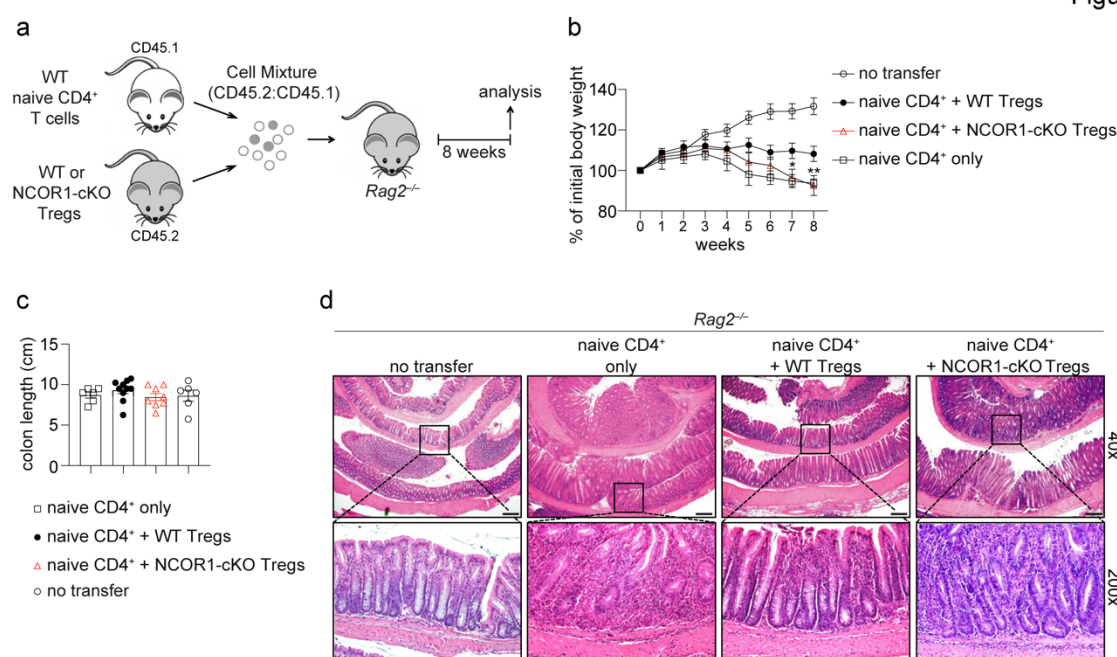 Figu
a
CD45.1
WT
naive CD4⁺
T cells
WT or
NCOR1-cKO
Tregs
CD45.2
Cell Mixture
(CD45.2:CD45.1)
Rag2⁻/⁻
8 weeks
analysis
b
% of initial body weight
140
120
100
80
0 1 2 3 4 5 6 7 8
weeks
*
**
no transfer
naive CD4⁺ + WT Tregs
naive CD4⁺ + NCOR1-cKO Tregs
naive CD4⁺ only
c
colon length (cm)
15
10
5
0
naive CD4⁺ only
naive CD4⁺ + WT Tregs
naive CD4⁺ + NCOR1-cKO Tregs
no transfer
d
Rag2⁻/⁻
no transfer
naive CD4⁺
only
naive CD4⁺
+ WT Tregs
naive CD4⁺
+ NCOR1-cKO Tregs
40x
200x